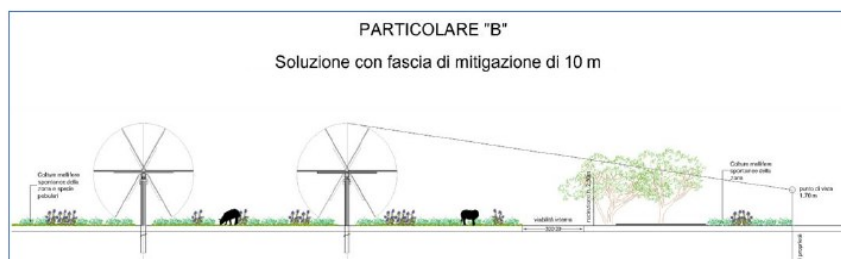 PARTICOLARE "B"
Soluzione con fascia di mitigazione di 10 m
Colture mellifere
spontanee della
zona e specie
pabulari
Colture mellifere
spontanee della
zona
punto di vista
1.70 m
viabilità interna